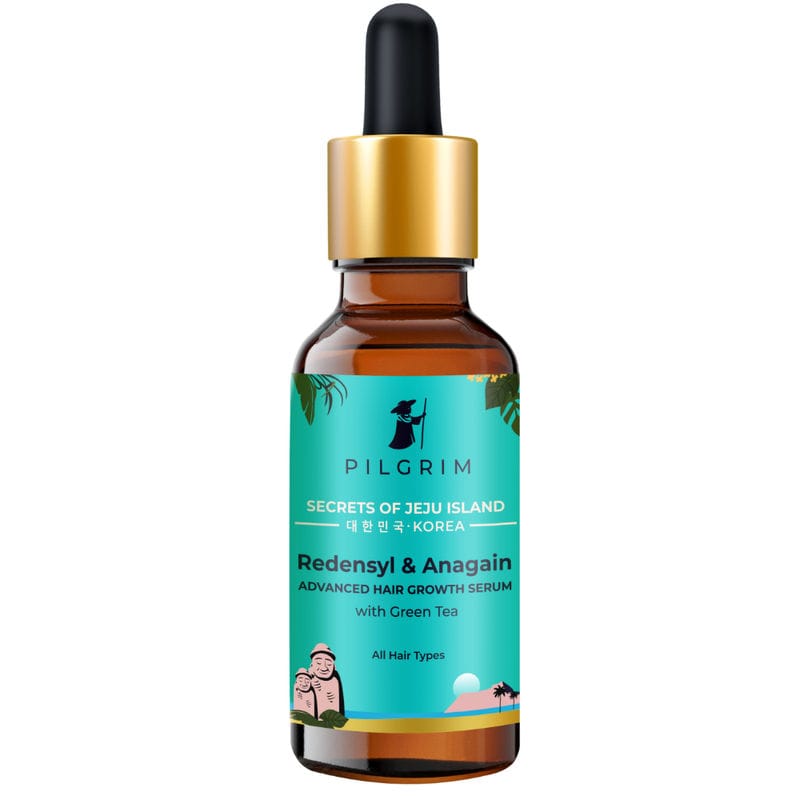 PILGRIM
SECRETS OF JEJU ISLAND
대한민국·KOREA
Redensyl & Anagain
ADVANCED HAIR GROWTH SERUM
with Green Tea
All Hair Types